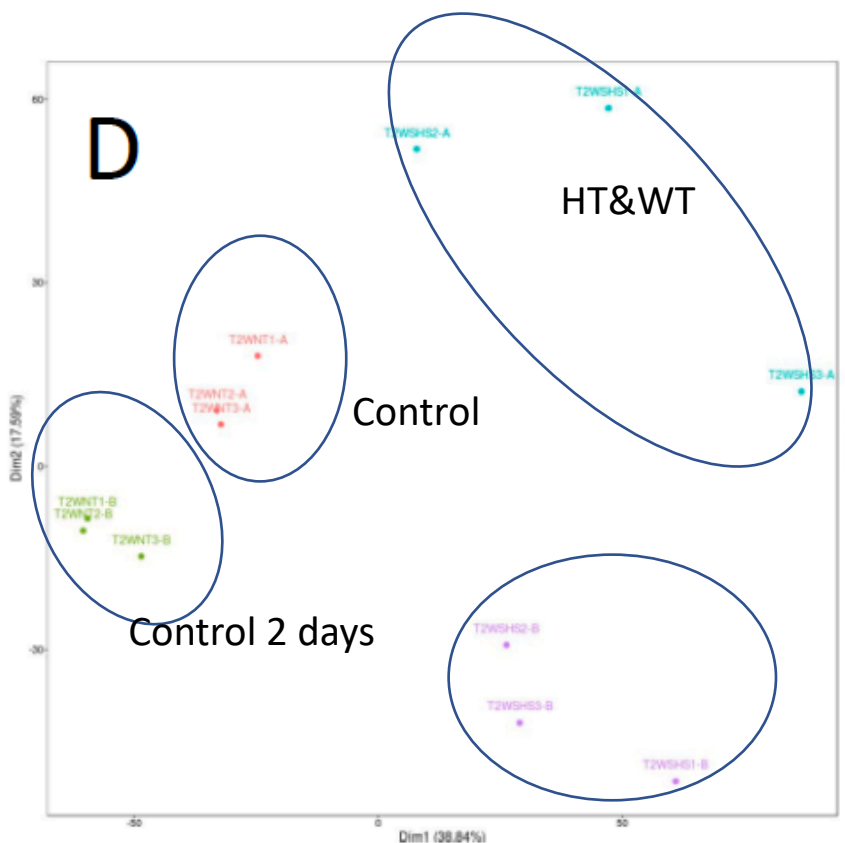 D
60
T2WSHS1-A
T2WSHS2-A
HT&WT
30
T2WNT1-A
T2WNT2-A
T2WNT3-A
T2WSHS3-A
Control
Dim2 (17.59%)
0
T2WNT1-B
T2WNT2-B
T2WNT3-B
Control 2 days
-30
T2WSHS2-B
T2WSHS3-B
T2WSHS1-B
-50
0
50
Dim1 (38.84%)